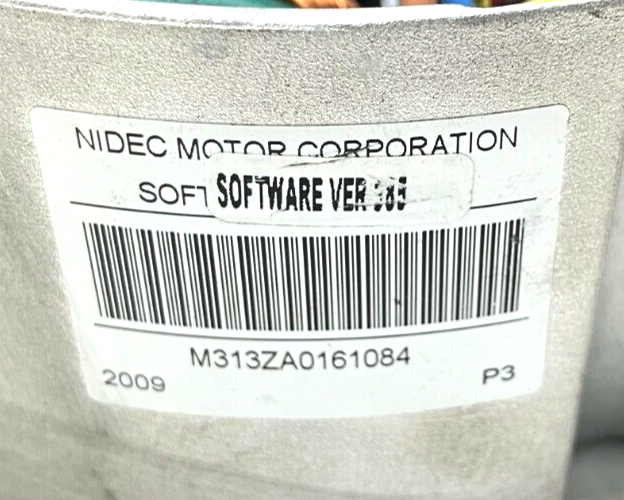 NIDEC MOTOR CORPORATION
SOFT SOFTWARE VER
M313ZA0161084
2009 P3